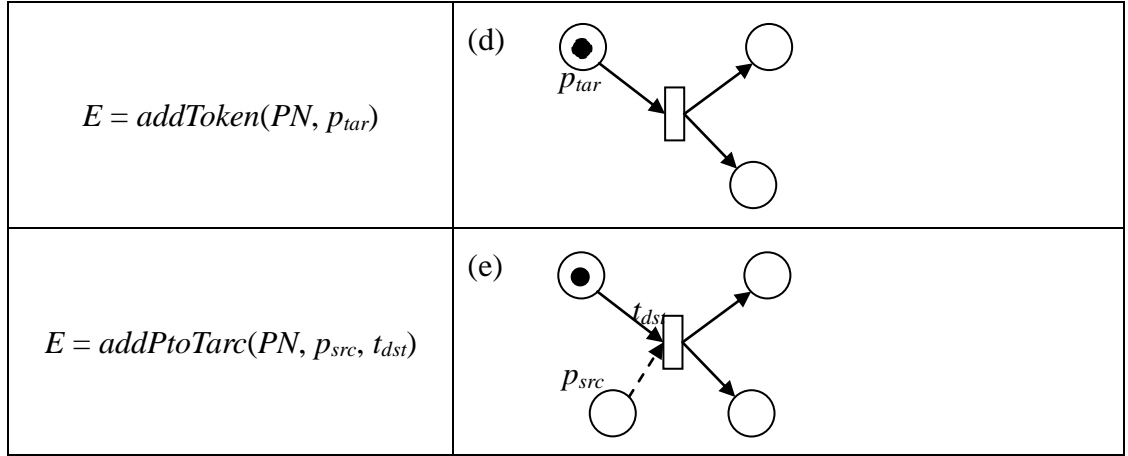 E = addToken(PN, ptar)
(d)
ptar
E = addPtoTarc(PN, psrc, tdst)
(e)
tdst
psrc